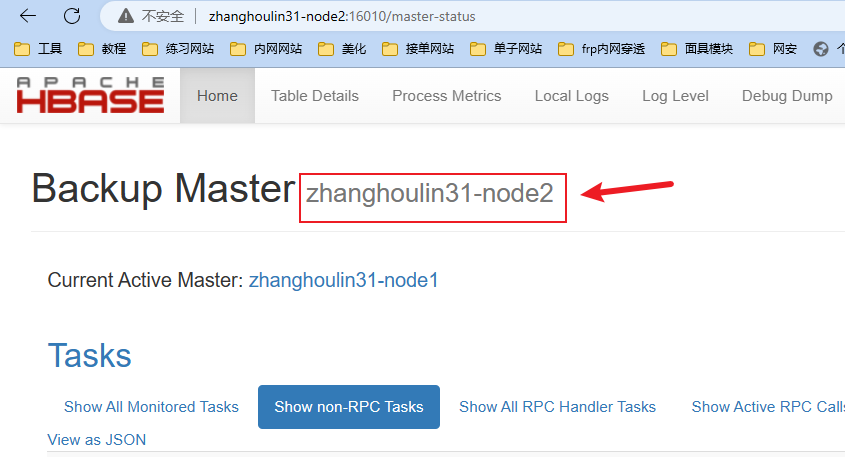 不安全 zhanghoulin31-node2:16010/master-status
工具 教程 练习网站 内网网站 美化 接单网站 单子网站 frp内网穿透 面具模块 网安 个
APACHE
HBASE
Home Table Details Process Metrics Local Logs Log Level Debug Dump
Backup Master zhanghoulin31-node2
Current Active Master: zhanghoulin31-node1
Tasks
Show All Monitored Tasks Show non-RPC Tasks Show All RPC Handler Tasks Show Active RPC Calls
View as JSON